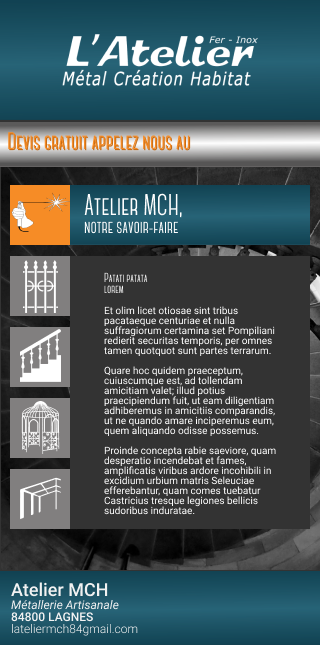 Fer - Inox
L'Atelier
Métal Création Habitat
Devis gratuit appelez nous au
Atelier MCH,
notre savoir-faire
Patati patata
lorem
Et olim licet otiosae sint tribus
pacataeque centuriae et nulla
suffragiorum certamina set Pompiliani
redierit securitas temporis, per omnes
tamen quotquot sunt partes terrarum.
Quare hoc quidem praeceptum,
cuiuscumque est, ad tollendam
amicitiam valet; illud potius
praecipiendum fuit, ut eam diligentiam
adhiberemus in amicitiis comparandis,
ut ne quando amare inciperemus eum,
quem aliquando odisse possemus.
Proinde concepta rabie saeviore, quam
desperatio incendebat et fames,
amplificatis viribus ardore incohibili in
excidium urbium matris Seleuciae
efferebantur, quam comes tuebatur
Castricius tresque legiones bellicis
sudoribus induratae.
Atelier MCH
Métallerie Artisanale
84800 LAGNES
lateliermch84gmail.com